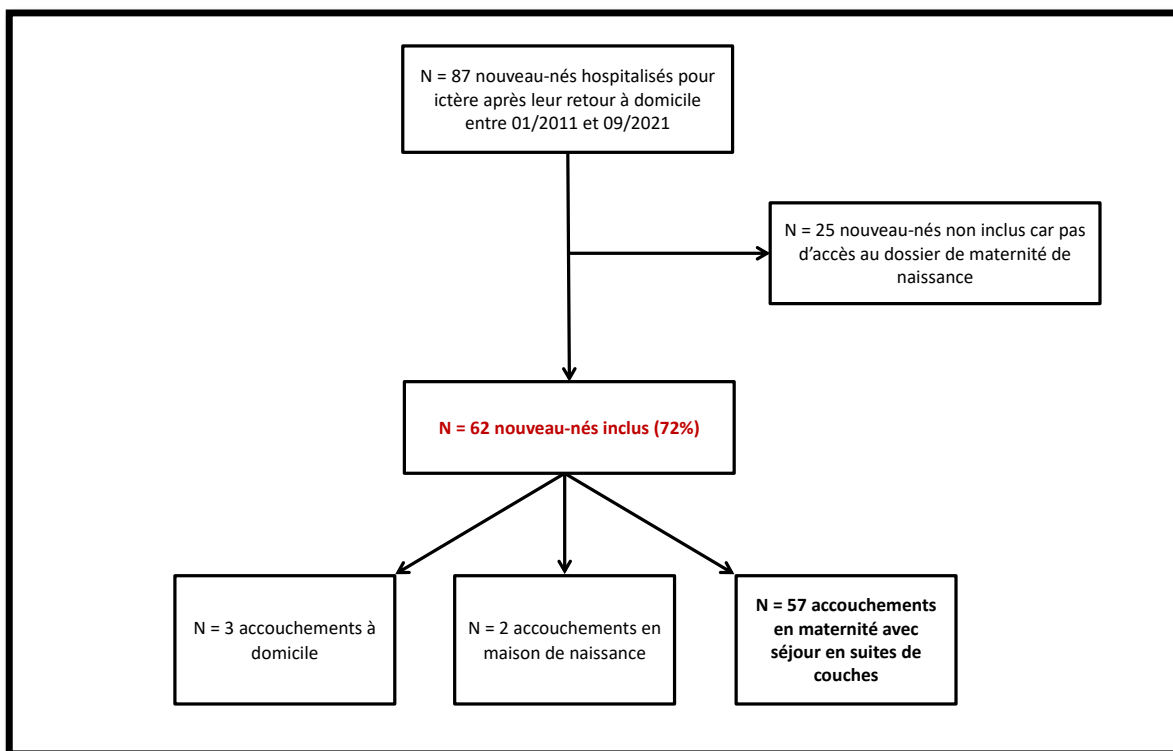 N = 87 nouveau-nés hospitalisés pour
ictère après leur retour à domicile
entre 01/2011 et 09/2021
N = 25 nouveau-nés non inclus car pas
d’accès au dossier de maternité de
naissance
N = 62 nouveau-nés inclus (72%)
N = 3 accouchements à
domicile
N = 2 accouchements en
maison de naissance
N = 57 accouchements
en maternité avec
séjour en suites de
couches